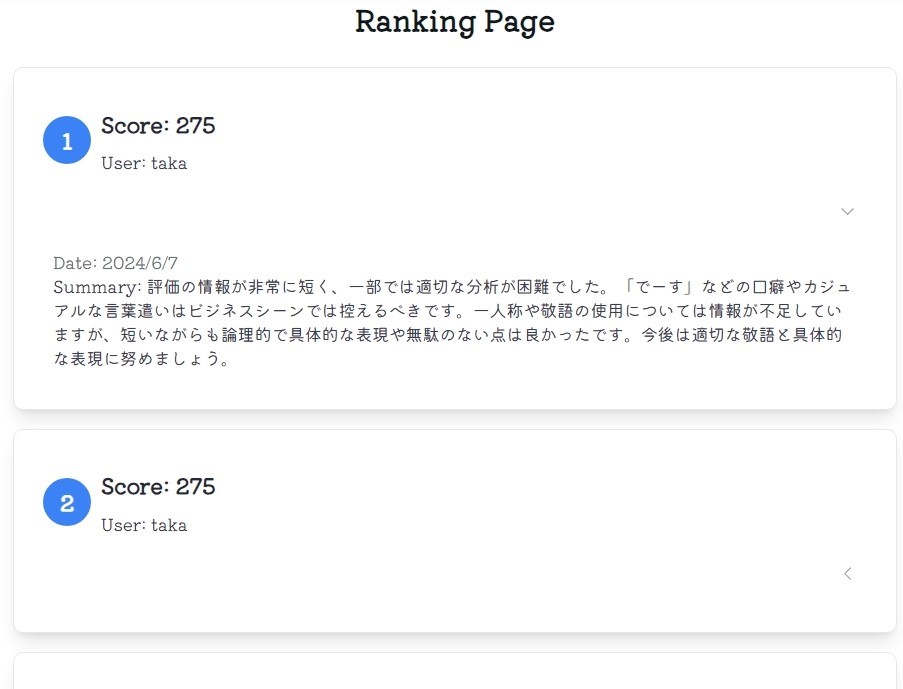 Ranking Page
1
Score: 275
User: taka
Date: 2024/6/7
Summary: 評価の情報が非常に短く、一部では適切な分析が困難でした。「でーす」などの口癖やカジュ
アルな言葉遣いはビジネスシーンでは控えるべきです。一人称や敬語の使用については情報が不足してい
ますが、短いながらも論理的で具体的な表現や無駄のない点は良かったです。今後は適切な敬語と具体的
な表現に努めましょう。
2
Score: 275
User: taka